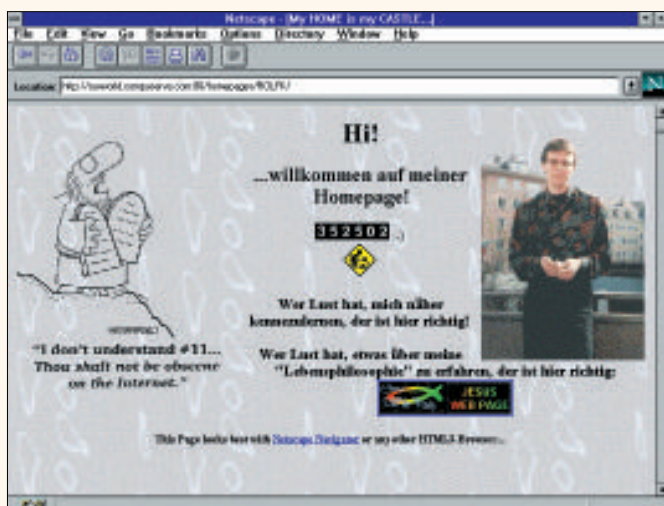 Netscape - [My HOME is my CASTLE...]
File Edit View Go Bookmarks Options Directory Window Help
Location:
Hi!
...willkommen auf meiner
Homepage!
352502 :-)
Wer Lust hat, mich näher
kennenzulernen, der ist hier richtig!
Wer Lust hat, etwas über meine
"Lebensphilosophie" zu erfahren, der ist hier richtig:
JESUS
WEB PAGE
"I don't understand #11...
Thou shalt not be obscene
on the Internet."
This Page looks best with Netscape Navigator or any other HTML3-Browser...